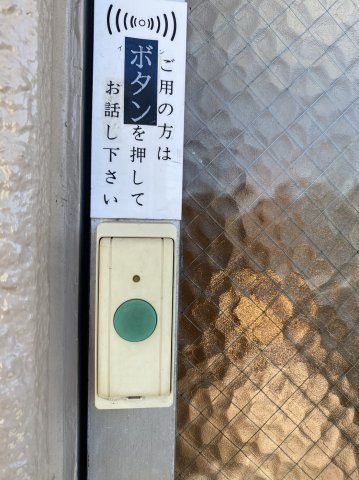 ご用の方は
ボタンを押して
お話し下さい